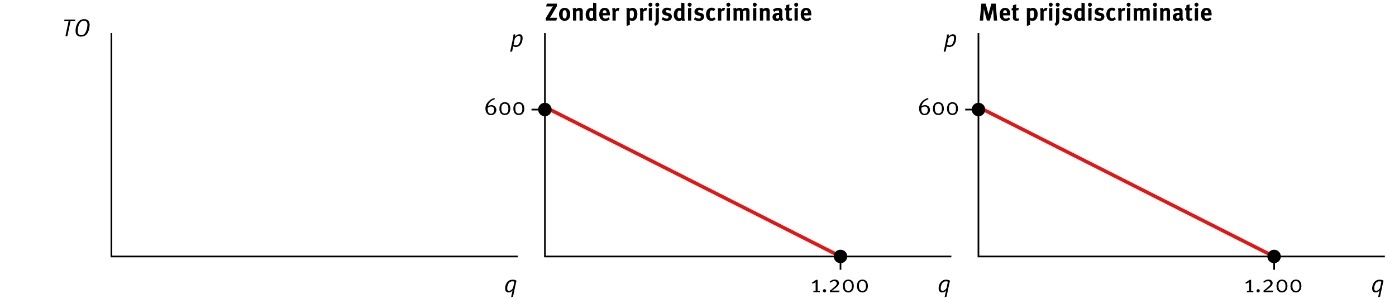 Zonder prijsdiscriminatie
Met prijsdiscriminatie
TO
p
p
600
600
1.200
1.200
q
q
q